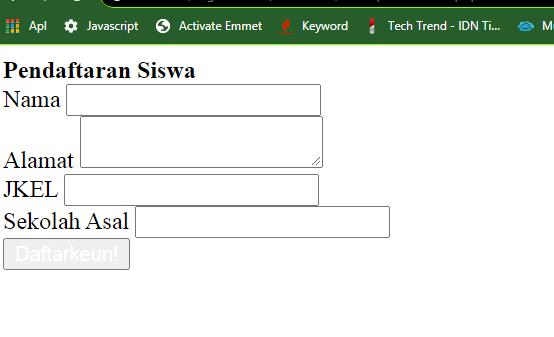 Apl Javascript Activate Emmet Keyword Tech Trend - IDN Ti...
Pendaftaran Siswa
Nama
Alamat
JKEL
Sekolah Asal
Daftarkeun!